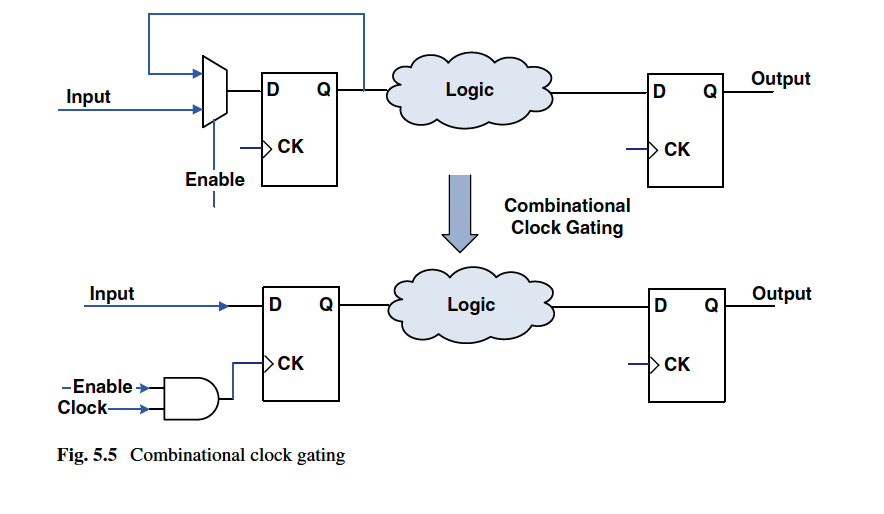 Input
Enable
D Q
CK
Logic
D Q
CK
Output
Combinational
Clock Gating
Input
Enable
Clock
D Q
CK
Logic
D Q
CK
Output
Fig. 5.5 Combinational clock gating